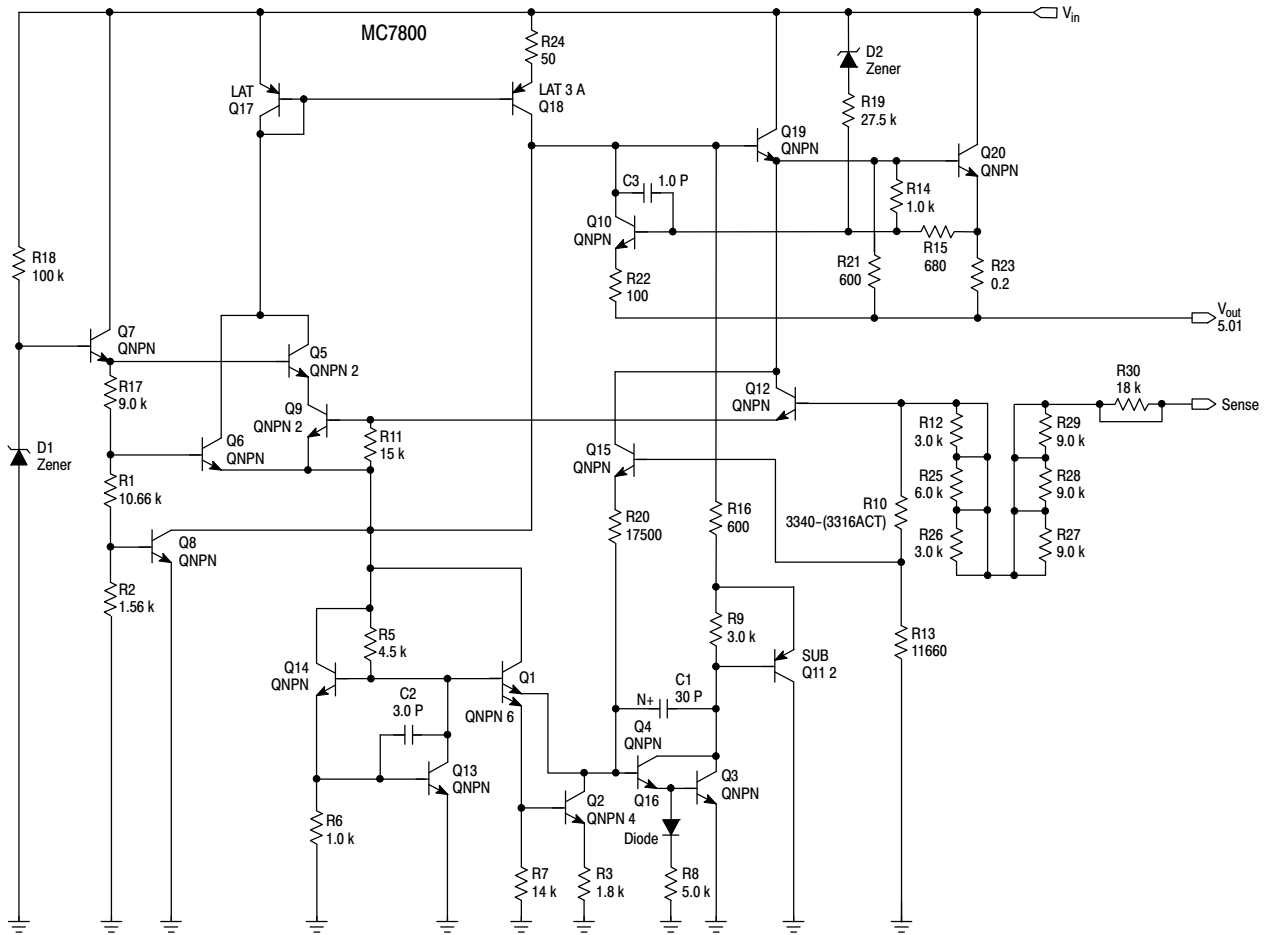 MC7800
Vin
R24
50
D2
Zener
LAT
Q17
LAT 3 A
Q18
R19
27.5 k
Q19
QNPN
Q20
QNPN
C3
1.0 P
R14
1.0 k
Q10
QNPN
R15
680
R18
100 k
R21
600
R23
0.2
R22
100
Vout
5.01
Q7
QNPN
Q5
QNPN 2
R30
18 k
R17
9.0 k
Q12
QNPN
Sense
Q9
QNPN 2
R12
3.0 k
R29
9.0 k
Q6
QNPN
R11
15 k
D1
Zener
Q15
QNPN
R25
6.0 k
R28
9.0 k
R1
10.66 k
R10
3340-(3316ACT)
R16
600
R20
17500
R26
3.0 k
R27
9.0 k
Q8
QNPN
R2
1.56 k
R9
3.0 k
R13
11660
R5
4.5 k
SUB
Q11 2
Q14
QNPN
Q1
QNPN 6
C2
3.0 P
N+
C1
30 P
Q4
QNPN
Q13
QNPN
Q3
QNPN
Q16
Q2
QNPN 4
R6
1.0 k
Diode
R7
14 k
R3
1.8 k
R8
5.0 k